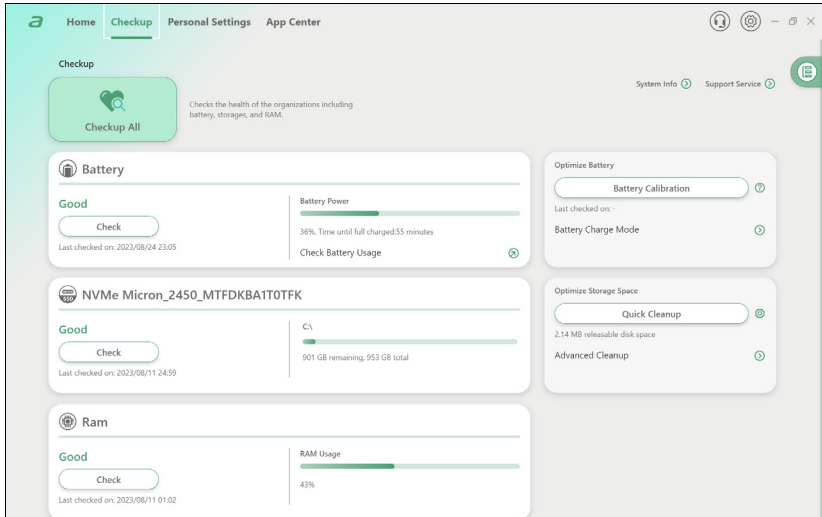 a
Home Checkup Personal Settings App Center
Checkup
Checkup All
Checks the health of the organizations including
battery, storages, and RAM.
System Info
Support Service
Battery
Good
Check
Last checked on: 2023/08/24 23:05
Battery Power
36%, Time until full charged:55 minutes
Check Battery Usage
Optimize Battery
Battery Calibration
Last checked on: -
Battery Charge Mode
SSD
NVMe Micron_2450_MTFDKBA1T0TFK
Good
Check
Last checked on: 2023/08/11 24:59
C:\
901 GB remaining, 953 GB total
Optimize Storage Space
Quick Cleanup
2.14 MB releasable disk space
Advanced Cleanup
Ram
Good
Check
Last checked on: 2023/08/11 01:02
RAM Usage
43%